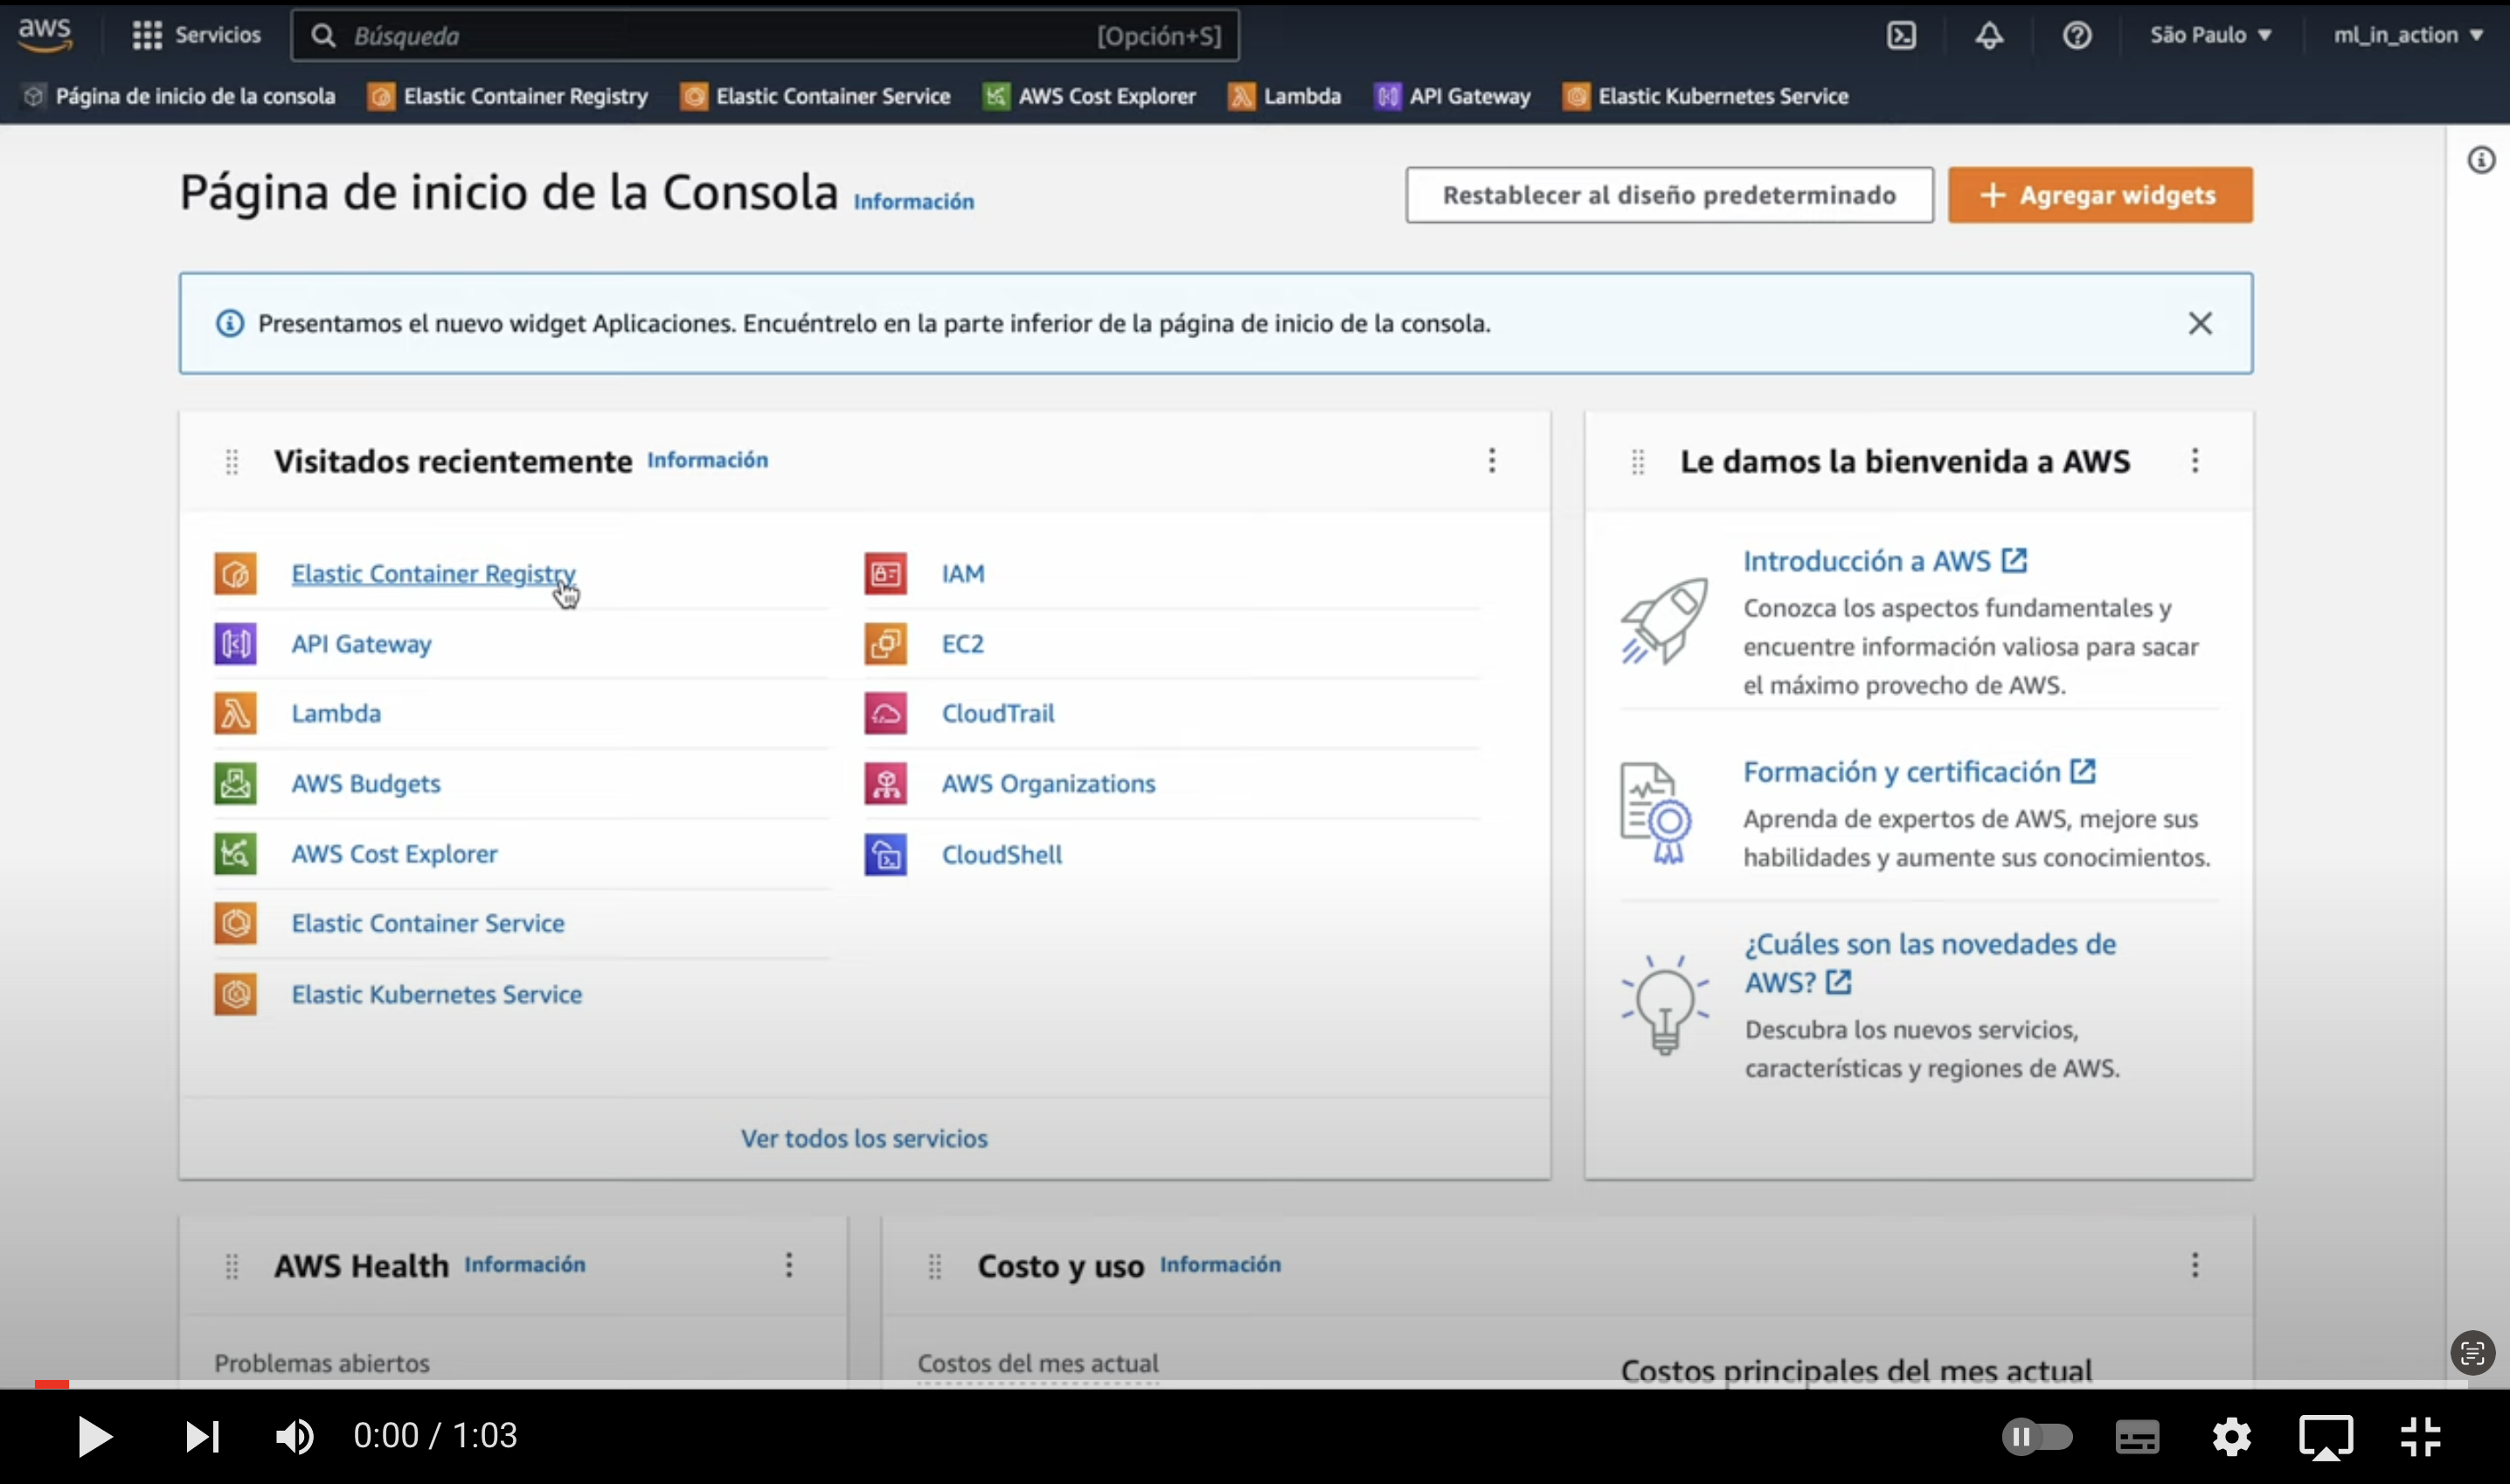 aws
Servicios
Búsqueda
[Opción+S]
São Paulo
ml_in_action
Página de inicio de la consola
Elastic Container Registry
Elastic Container Service
AWS Cost Explorer
Lambda
API Gateway
Elastic Kubernetes Service
Página de inicio de la Consola
Información
Restablecer al diseño predeterminado
Agregar widgets
Presentamos el nuevo widget Aplicaciones. Encuéntrelo en la parte inferior de la página de inicio de la consola.
Visitados recientemente
Información
Elastic Container Registry
API Gateway
Lambda
AWS Budgets
AWS Cost Explorer
Elastic Container Service
Elastic Kubernetes Service
IAM
EC2
CloudTrail
AWS Organizations
CloudShell
Ver todos los servicios
Le damos la bienvenida a AWS
Introducción a AWS
Conozca los aspectos fundamentales y
encuentre información valiosa para sacar
el máximo provecho de AWS.
Formación y certificación
Aprenda de expertos de AWS, mejore sus
habilidades y aumente sus conocimientos.
¿Cuáles son las novedades de
AWS?
Descubra los nuevos servicios,
características y regiones de AWS.
AWS Health
Información
Problemas abiertos
Costo y uso
Información
Costos del mes actual
Costos principales del mes actual
0:00 / 1:03